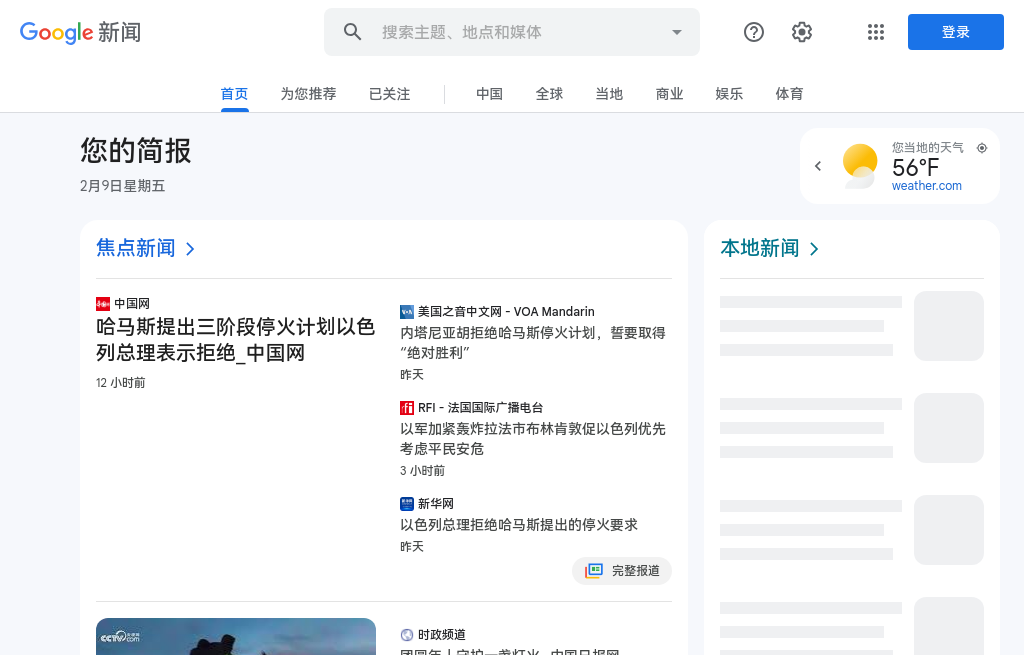 Google 新闻
搜索主题、地点和媒体
登录
首页
为您推荐
已关注
中国
全球
当地
商业
娱乐
体育
您的简报
2月9日星期五
您当地的天气
56°F
weather.com
焦点新闻
中国网
哈马斯提出三阶段停火计划以色
列总理表示拒绝_中国网
12 小时前
美国之音中文网 - VOA Mandarin
内塔尼亚胡拒绝哈马斯停火计划，誓要取得
“绝对胜利”
昨天
RFI - 法国国际广播电台
以军加紧轰炸拉法市布林肯敦促以色列优先
考虑平民安危
3 小时前
新华网
以色列总理拒绝哈马斯提出的停火要求
昨天
完整报道
本地新闻
CCTV.com
时政频道